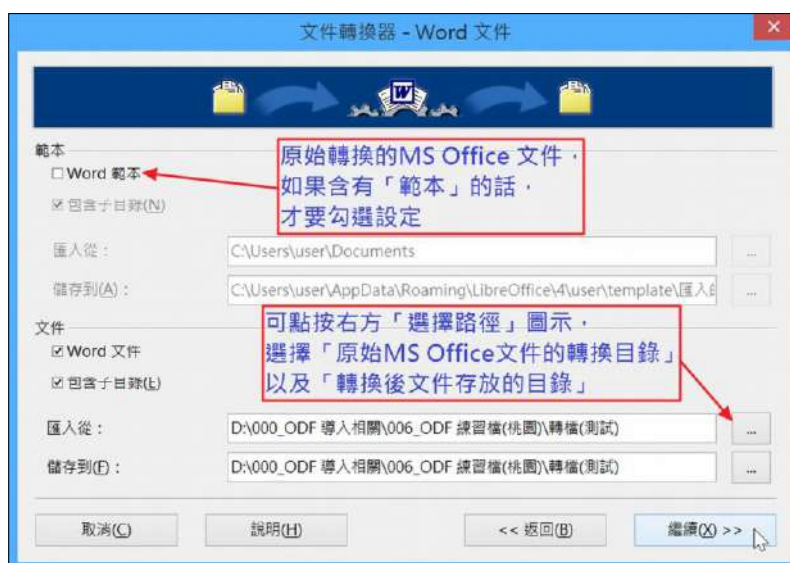 文件轉換器 - Word 文件
W
範本
Word 範本
包含子目錄(N)
原始轉換的MS Office 文件，
如果含有「範本」的話，
才要勾選設定
匯入從：
C:\Users\user\Documents
...
儲存到(A)：
C:\Users\user\AppData\Roaming\LibreOffice\4\user\template\匯入的
...
文件
Word 文件
包含子目錄(L)
可點按右方「選擇路徑」圖示，
選擇「原始MS Office文件的轉換目錄」
以及「轉換後文件存放的目錄」
匯入從：
D:\000_ODF 導入相關\006_ODF 練習檔(桃園)\轉檔(測試)
...
儲存到(F)：
D:\000_ODF 導入相關\006_ODF 練習檔(桃園)\轉檔(測試)
...
取消(C)
說明(H)
<< 返回(B)
繼續(X) >>